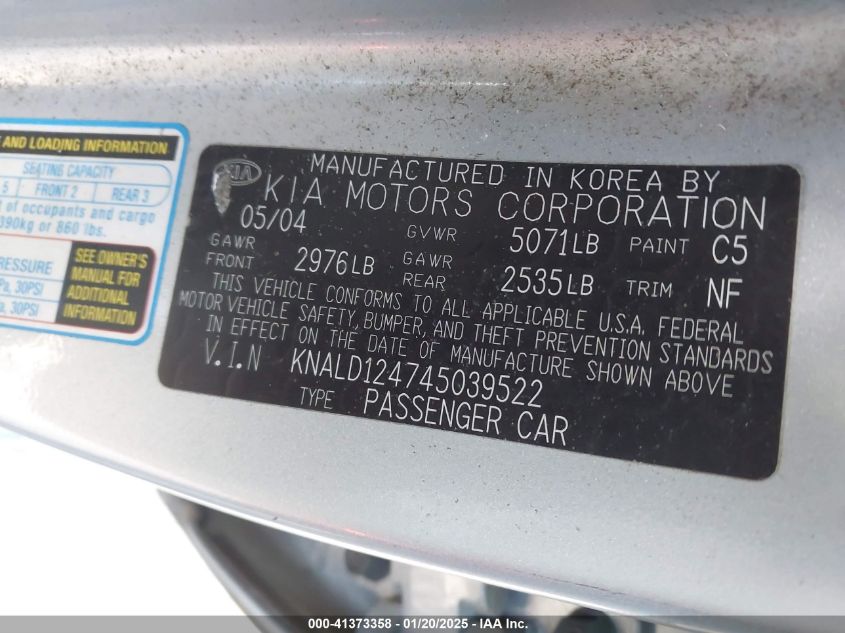 AND LOADING INFORMATION
SEATING CAPACITY
5 FRONT 2 REAR 3
of occupants and cargo
390kg or 860 lbs.
PRESSURE
Pa, 30PSI
a, 30PSI
SEE OWNER'S
MANUAL FOR
ADDITIONAL
INFORMATION
KIA
MANUFACTURED IN KOREA BY
KIA MOTORS CORPORATION
05/04 GVWR 5071LB PAINT C5
GAWR FRONT 2976LB GAWR REAR 2535LB TRIM NF
THIS VEHICLE CONFORMS TO ALL APPLICABLE U.S.A. FEDERAL
MOTOR VEHICLE SAFETY, BUMPER, AND THEFT PREVENTION STANDARDS
IN EFFECT ON THE DATE OF MANUFACTURE SHOWN ABOVE
V.I.N KNALD124745039522
TYPE PASSENGER CAR
000-41373358 - 01/20/2025 - COPYRIGHT © IAA, LLC.